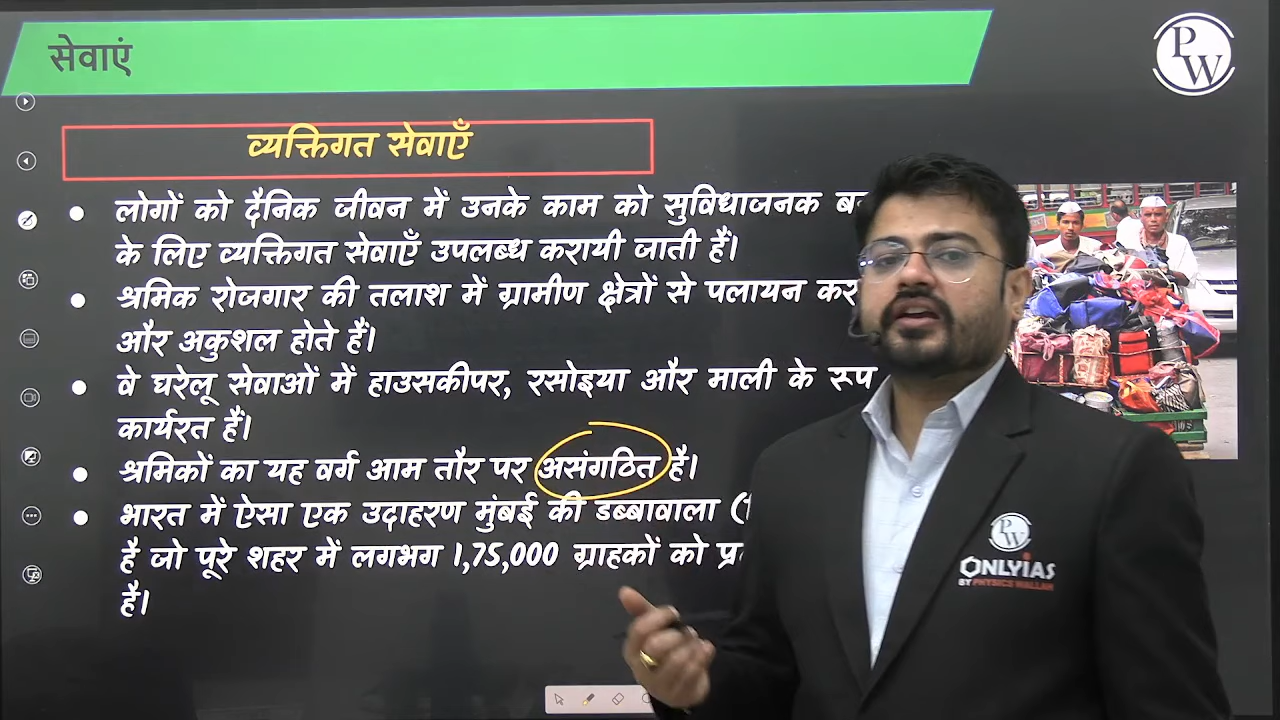 सेवाएं
PW
व्यक्तिगत सेवाएँ
लोगों को दैनिक जीवन में उनके काम को सुविधाजनक
के लिए व्यक्तिगत सेवाएँ उपलब्ध करायी जाती हैं।
श्रमिक रोजगार की तलाश में ग्रामीण क्षेत्रों से पलायन
और अकुशल होते हैं।
वे घरेलू सेवाओं में हाउसकीपर, रसोइया और माली के रूप
कार्यरत हैं।
श्रमिकों का यह वर्ग आम तौर पर असंगठित है।
भारत में ऐसा एक उदाहरण मुंबई की डब्बावाला
है जो पूरे शहर में लगभग 1,75,000 ग्राहकों को
है।
PW
ONLYIAS
BY PHYSICS WALLAH